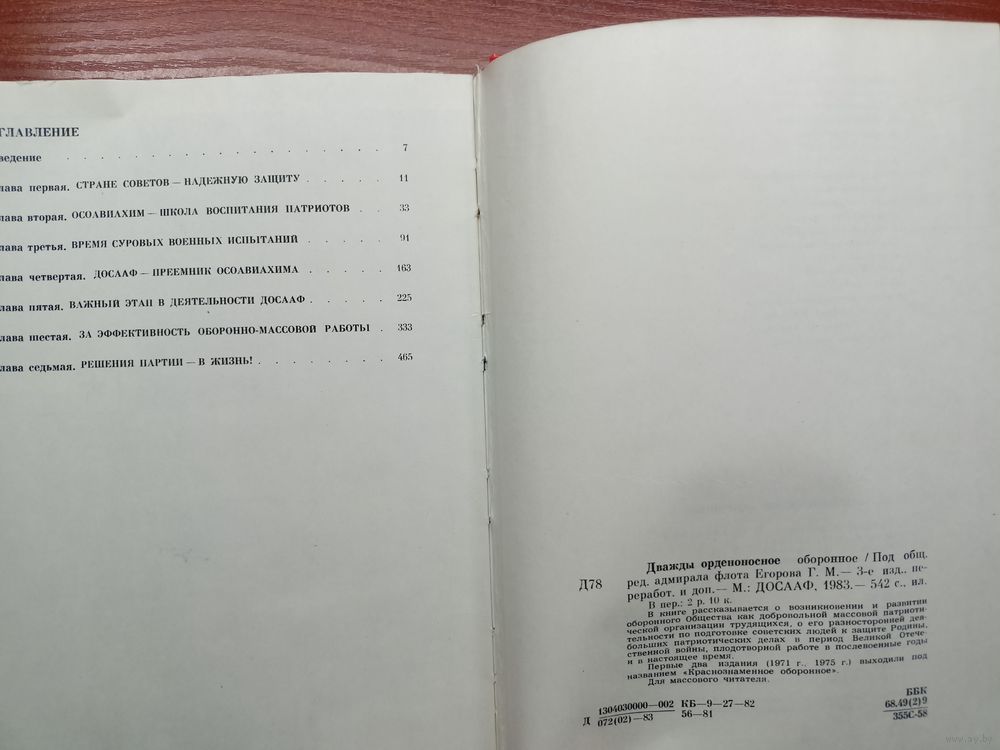 ГЛАВЛЕНИЕ
ведение . . . . . . . . . . . . . . . . . 7
лава первая. СТРАНЕ СОВЕТОВ — НАДЕЖНУЮ ЗАЩИТУ . . . . . 11
лава вторая. ОСОАВИАХИМ — ШКОЛА ВОСПИТАНИЯ ПАТРИОТОВ . . 33
лава третья. ВРЕМЯ СУРОВЫХ ВОЕННЫХ ИСПЫТАНИЙ . . . . . 91
лава четвертая. ДОСААФ — ПРЕЕМНИК ОСОАВИАХИМА . . . . . 163
лава пятая. ВАЖНЫЙ ЭТАП В ДЕЯТЕЛЬНОСТИ ДОСААФ . . . . . 225
лава шестая. ЗА ЭФФЕКТИВНОСТЬ ОБОРОННО-МАССОВОЙ РАБОТЫ . 333
лава седьмая. РЕШЕНИЯ ПАРТИИ — В ЖИЗНЬ! . . . . . . . . 465
Дважды орденоносное оборонное / Под общ.
Д78 ред. адмирала флота Егорова Г. М.— 3-е изд., пе-
реработ. и доп.— М.: ДОСААФ, 1983.— 542 с., ил.
В пер.: 2 р. 10 к.
В книге рассказывается о возникновении и развитии
оборонного Общества как добровольной массовой патриоти-
ческой организации трудящихся, о его разносторонней дея-
тельности по подготовке советских людей к защите Родины,
больших патриотических делах в период Великой Отече-
ственной войны, плодотворной работе в послевоенные годы
и в настоящее время.
Первые два издания (1971 г., 1975 г.) выходили под
названием «Краснознаменное оборонное».
Для массового читателя.
Д 1304030000—002 КБ—9—27—82 ББК
072(02)—83 56—81 68.49(2)9
355С-58
www.ay.by